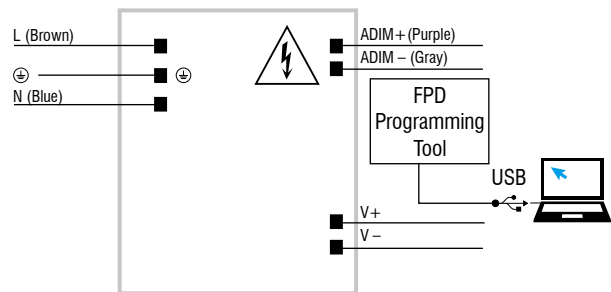 L (Brown)
N (Blue)
ADIM+(Purple)
ADIM – (Gray)
FPD
Programming
Tool
USB
V+
V –